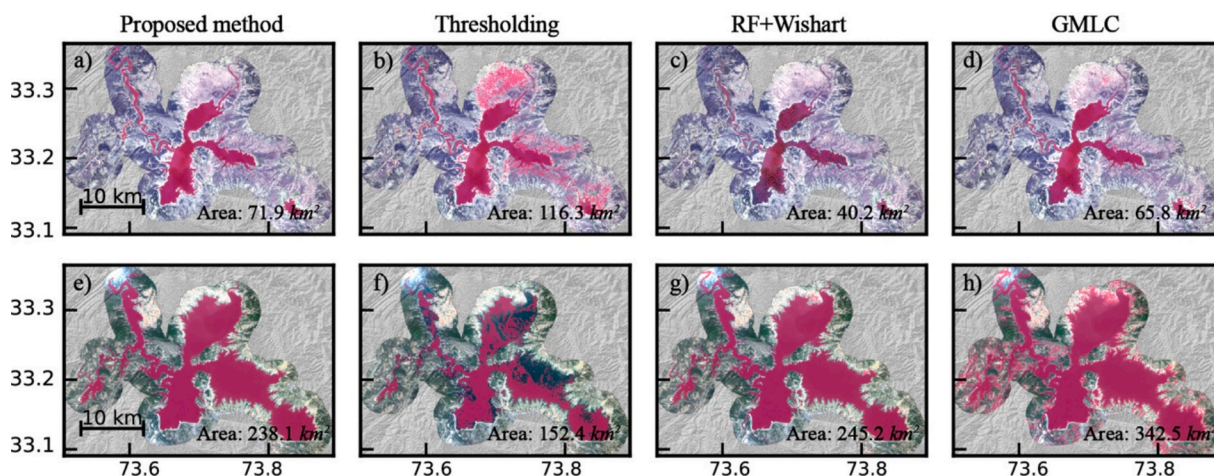 Proposed method Thresholding RF+Wishart GMLC
a) b) c) d)
33.3
33.2
10 km
Area: 71.9 km² Area: 116.3 km² Area: 40.2 km² Area: 65.8 km²
33.1
e) f) g) h)
33.3
33.2
10 km
Area: 238.1 km² Area: 152.4 km² Area: 245.2 km² Area: 342.5 km²
33.1
73.6 73.8 73.6 73.8 73.6 73.8 73.6 73.8